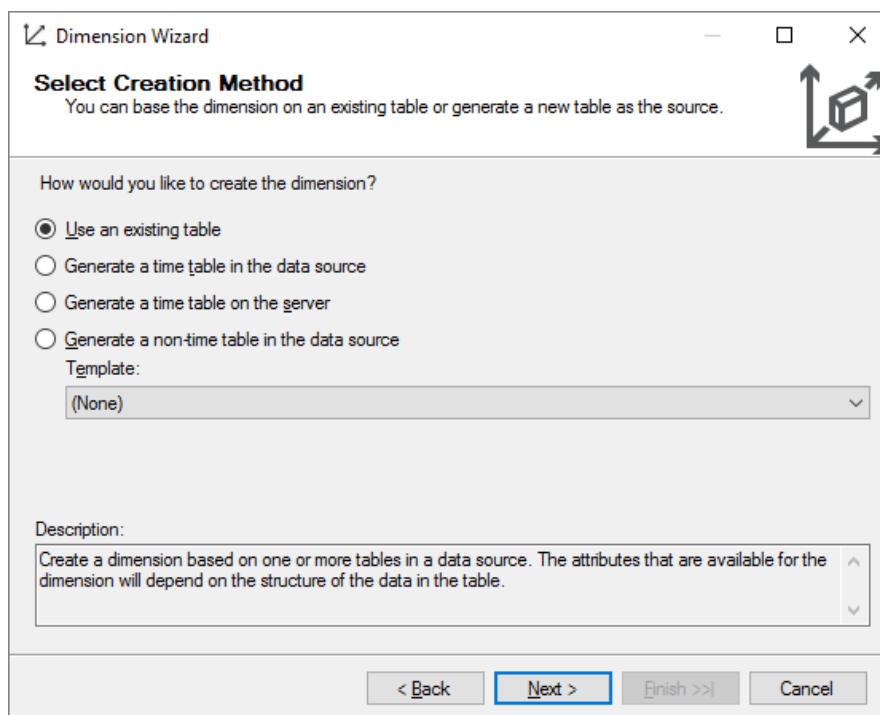 Dimension Wizard
Select Creation Method
You can base the dimension on an existing table or generate a new table as the source.
How would you like to create the dimension?
Use an existing table
Generate a time table in the data source
Generate a time table on the server
Generate a non-time table in the data source
Template:
(None)
Description:
Create a dimension based on one or more tables in a data source. The attributes that are available for the
dimension will depend on the structure of the data in the table.
< Back
Next >
Finish >>|
Cancel